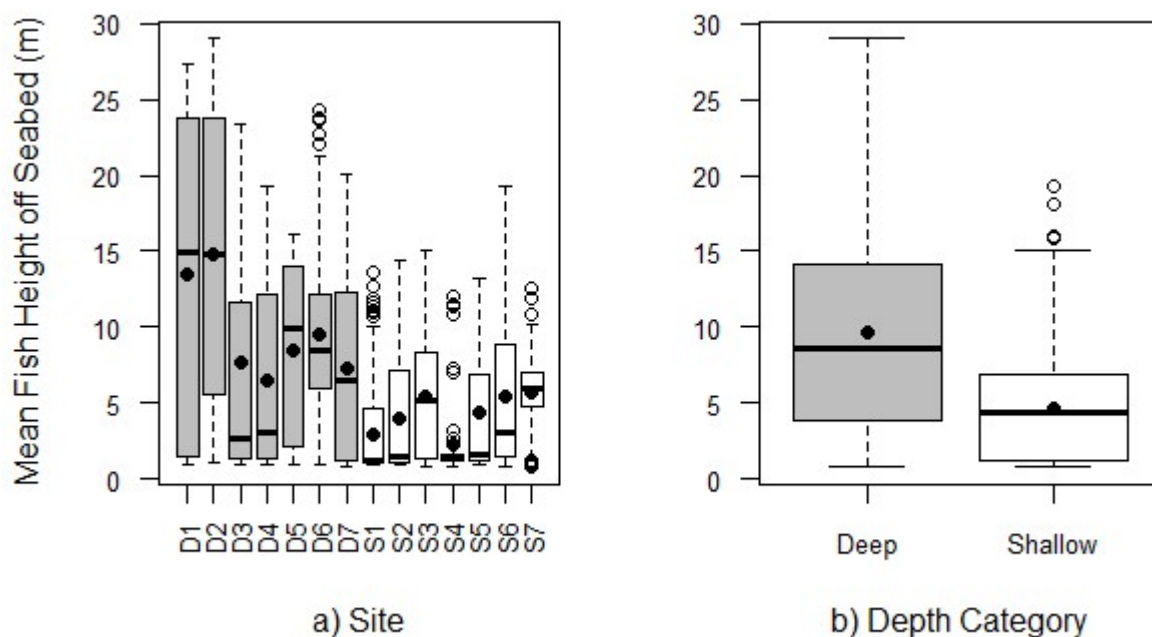 Mean Fish Height off Seabed (m)
30
25
20
15
10
5
0
D1 D2 D3 D4 D5 D6 D7 S1 S2 S3 S4 S5 S6 S7
a) Site
30
25
20
15
10
5
0
Deep Shallow
b) Depth Category